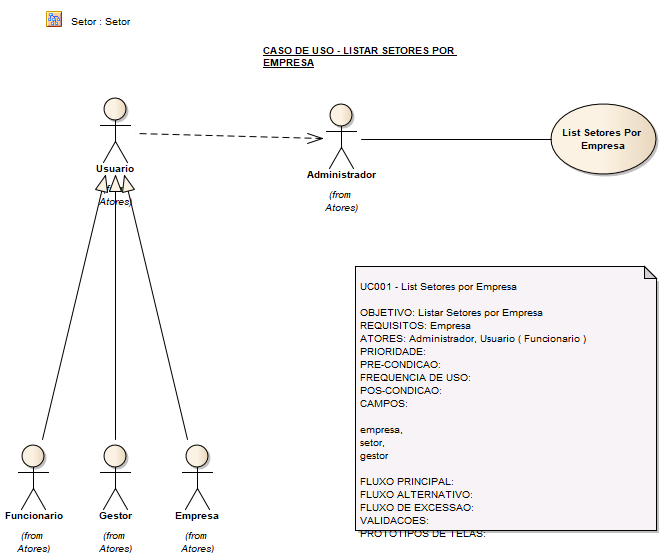 Setor : Setor
CASO DE USO - LISTAR SETORES POR
EMPRESA
Usuario
(from
Atores)
Administrador
(from
Atores)
List Setores Por
Empresa
UC001 - List Setores por Empresa
OBJETIVO: Listar Setores por Empresa
REQUISITOS: Empresa
ATORES: Administrador, Usuario ( Funcionario )
PRIORIDADE:
PRE-CONDICAO:
FREQUENCIA DE USO:
POS-CONDICAO:
CAMPOS:
empresa,
setor,
gestor
FLUXO PRINCIPAL:
FLUXO ALTERNATIVO:
FLUXO DE EXCESSAO:
VALIDACOES:
PROTOTIPOS DE TELAS:
Funcionario
(from
Atores)
Gestor
(from
Atores)
Empresa
(from
Atores)